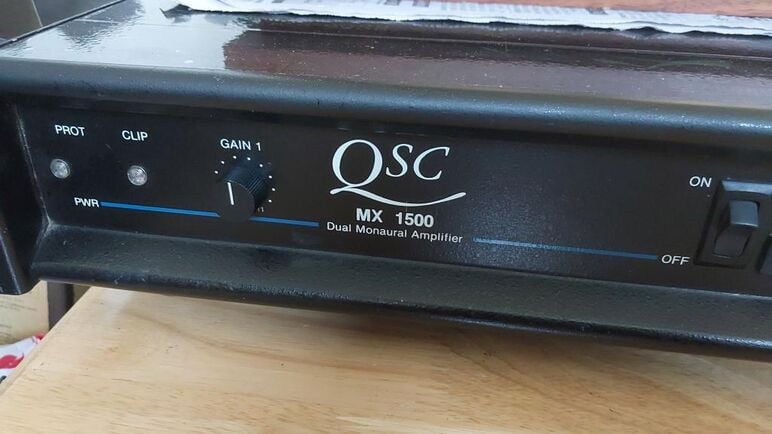 PROT
CLIP
GAIN 1
PWR
QSC
MX 1500
Dual Monaural Amplifier
ON
OFF